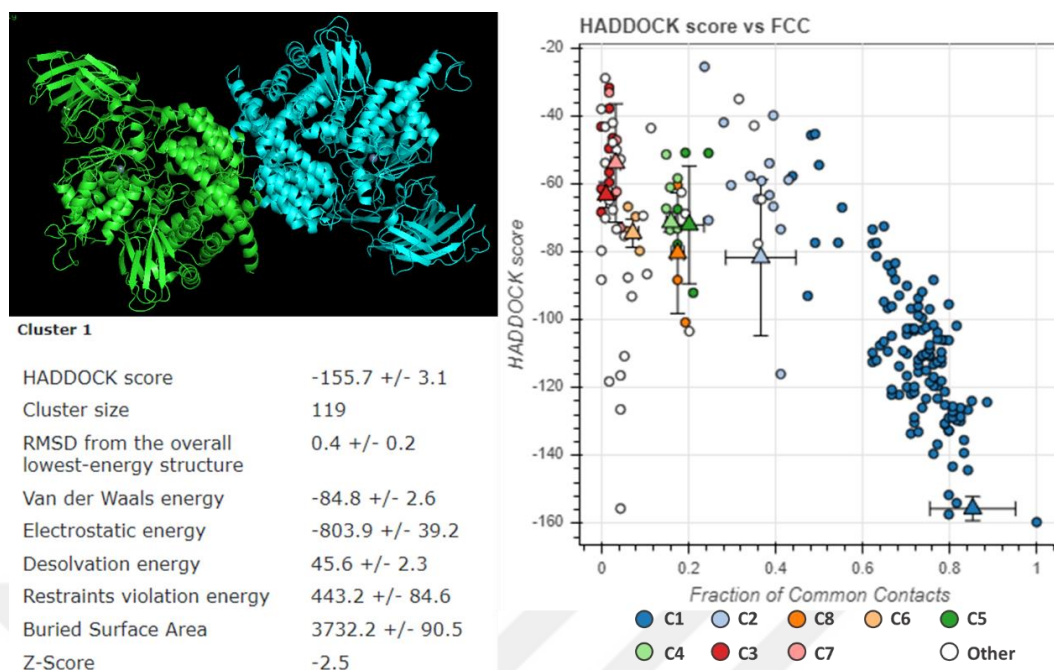 Cluster 1
HADDOCK score -155.7 +/- 3.1
Cluster size 119
RMSD from the overall 0.4 +/- 0.2
lowest-energy structure
Van der Waals energy -84.8 +/- 2.6
Electrostatic energy -803.9 +/- 39.2
Desolvation energy 45.6 +/- 2.3
Restraints violation energy 443.2 +/- 84.6
Buried Surface Area 3732.2 +/- 90.5
Z-Score -2.5
HADDOCK score vs FCC
HADDOCK score
-20
-40
-60
-80
-100
-120
-140
-160
0 0.2 0.4 0.6 0.8 1
Fraction of Common Contacts
C1 C2 C8 C6 C5
C4 C3 C7 Other